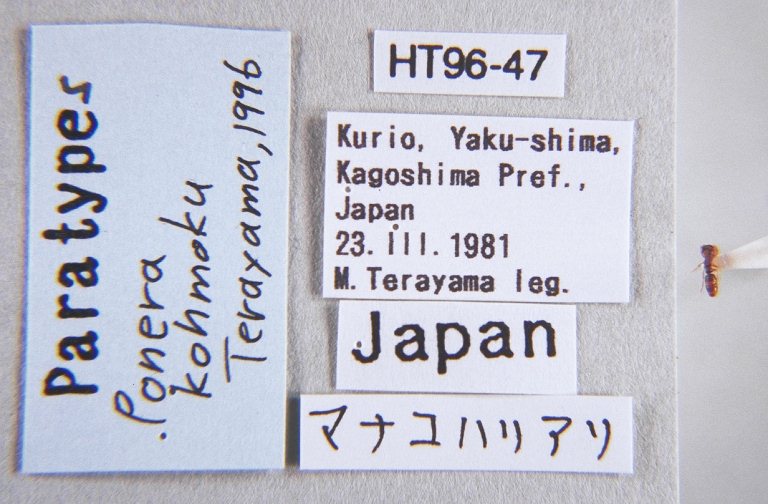 Paratypes
Ponera
kohmoku
Terayama, 1996
HT96-47
Kurio, Yaku-shima,
Kagoshima Pref.,
Japan
23. III. 1981
M. Terayama leg.
Japan
マナコハリアリ